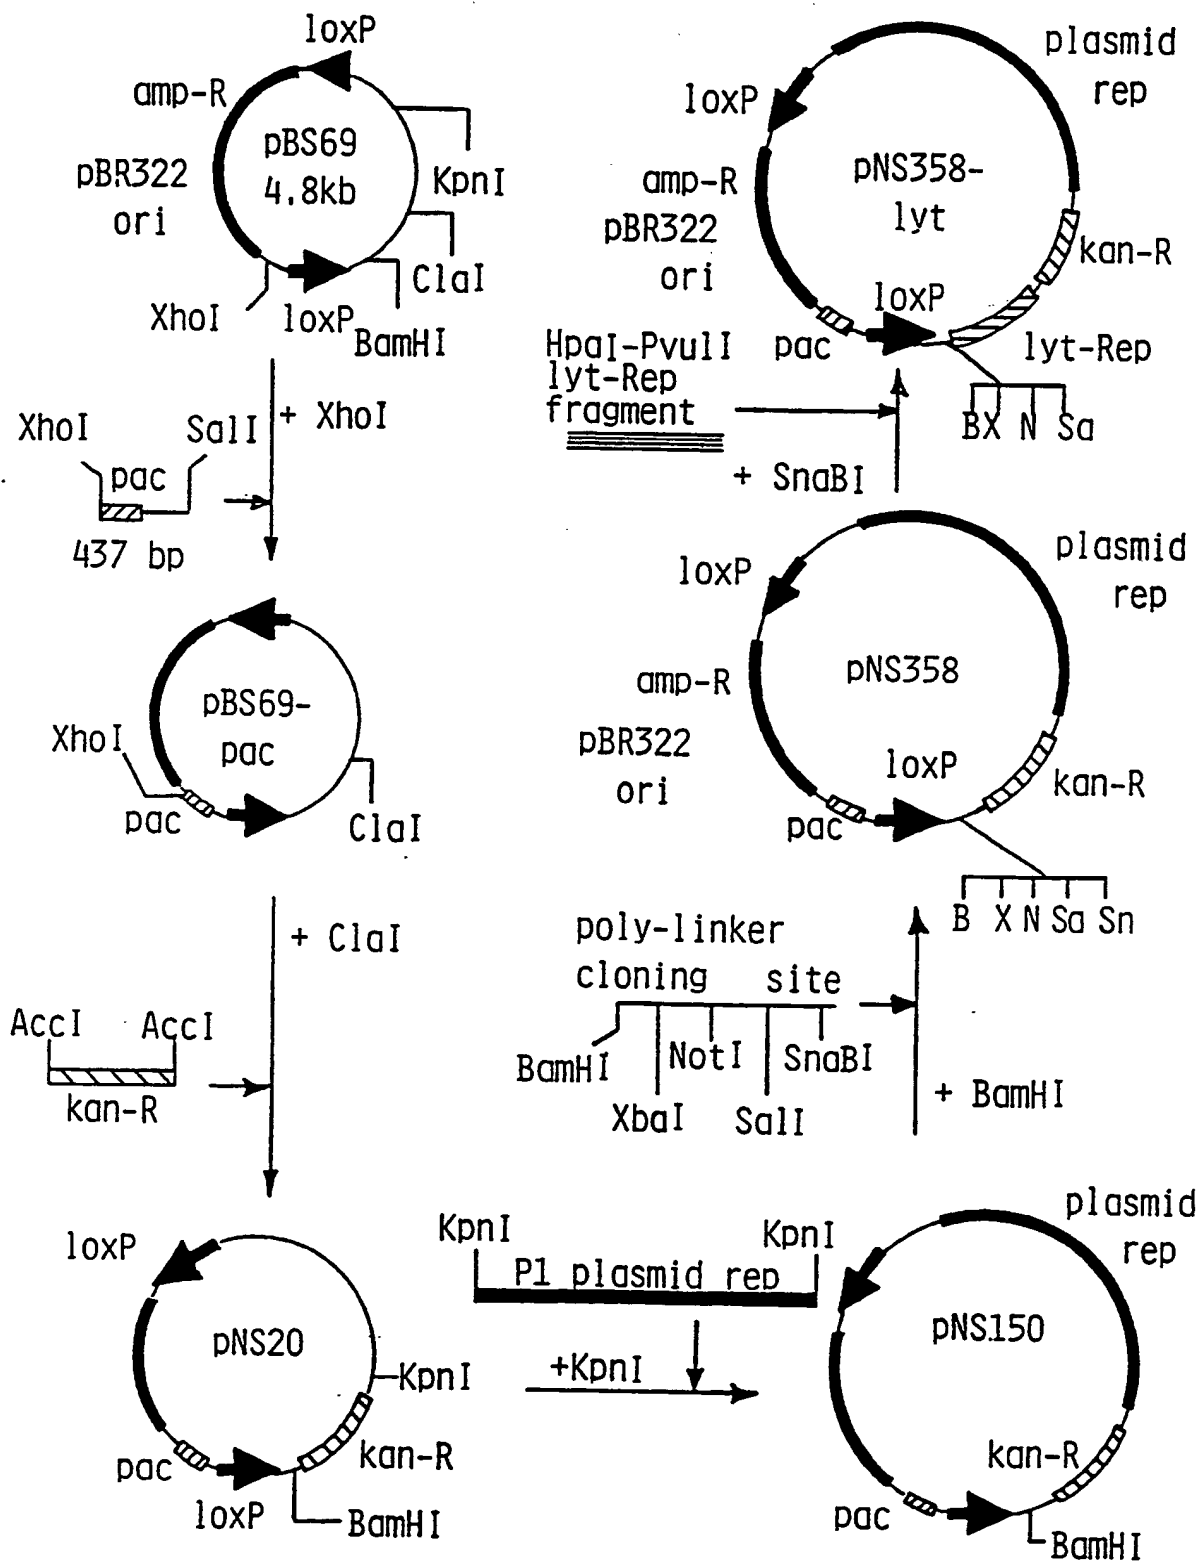 loxP
amp-R
pBS69
4.8kb
pBR322
ori
KpnI
ClaI
XhoI
loxP
BamHI
+ XhoI
XhoI
SalI
pac
437 bp
pBS69-
pac
XhoI
pac
ClaI
+ ClaI
AccI
AccI
kan-R
loxP
pNS20
KpnI
kan-R
pac
loxP
BamHI
KpnI
KpnI
P1 plasmid rep
+KpnI
plasmid
rep
pNS150
kan-R
pac
BamHI
poly-linker
cloning site
BamHI
XbaI
NotI
SalI
SnaBI
+ BamHI
plasmid
rep
loxP
pNS358
amp-R
pBR322
ori
loxP
kan-R
pac
B X N Sa Sn
HpaI-PvuII
lyt-Rep
fragment
+ SnaBI
plasmid
rep
loxP
pNS358-
lyt
amp-R
pBR322
ori
kan-R
loxP
pac
lyt-Rep
B X N Sa